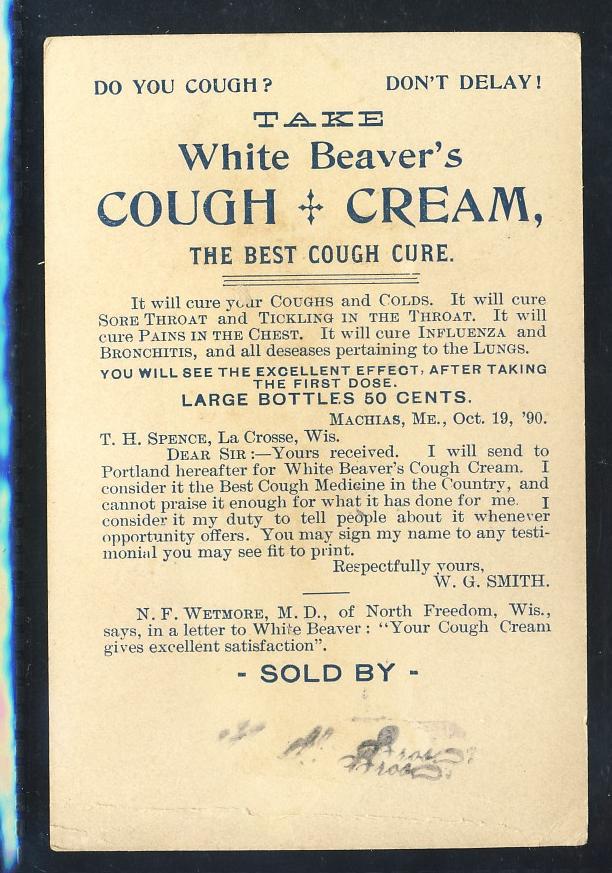 DO YOU COUGH? DON'T DELAY!
TAKE
White Beaver's
COUGH CREAM,
THE BEST COUGH CURE.
It will cure your COUGHS and COLDS. It will cure
SORE THROAT and TICKLING IN THE THROAT. It will
cure PAINS IN THE CHEST. It will cure INFLUENZA and
BRONCHITIS, and all deseases pertaining to the LUNGS.
YOU WILL SEE THE EXCELLENT EFFECT, AFTER TAKING
THE FIRST DOSE.
LARGE BOTTLES 50 CENTS.
MACHIAS, ME., Oct. 19, '90.
T. H. SPENCE, La Crosse, Wis.
DEAR SIR:—Yours received. I will send to
Portland hereafter for White Beaver's Cough Cream. I
consider it the Best Cough Medicine in the Country, and
cannot praise it enough for what it has done for me. I
consider it my duty to tell people about it whenever
opportunity offers. You may sign my name to any testi-
monial you may see fit to print.
Respectfully yours,
W. G. SMITH.
N. F. WETMORE, M. D., of North Freedom, Wis.,
says, in a letter to White Beaver: "Your Cough Cream
gives excellent satisfaction".
- SOLD BY -
Bros
Bros